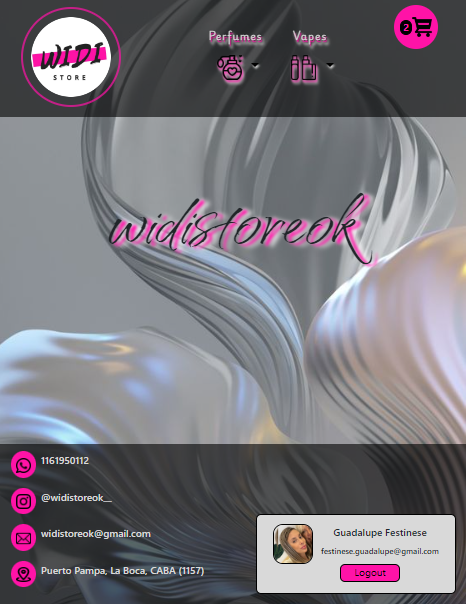 WIDI
STORE
Perfumes
Vapes
2
widistoreok
1161950112
@widistoreok__
widistoreok@gmail.com
Puerto Pampa, La Boca, CABA (1157)
Guadalupe Festinese
festinese.guadalupe@gmail.com
Logout